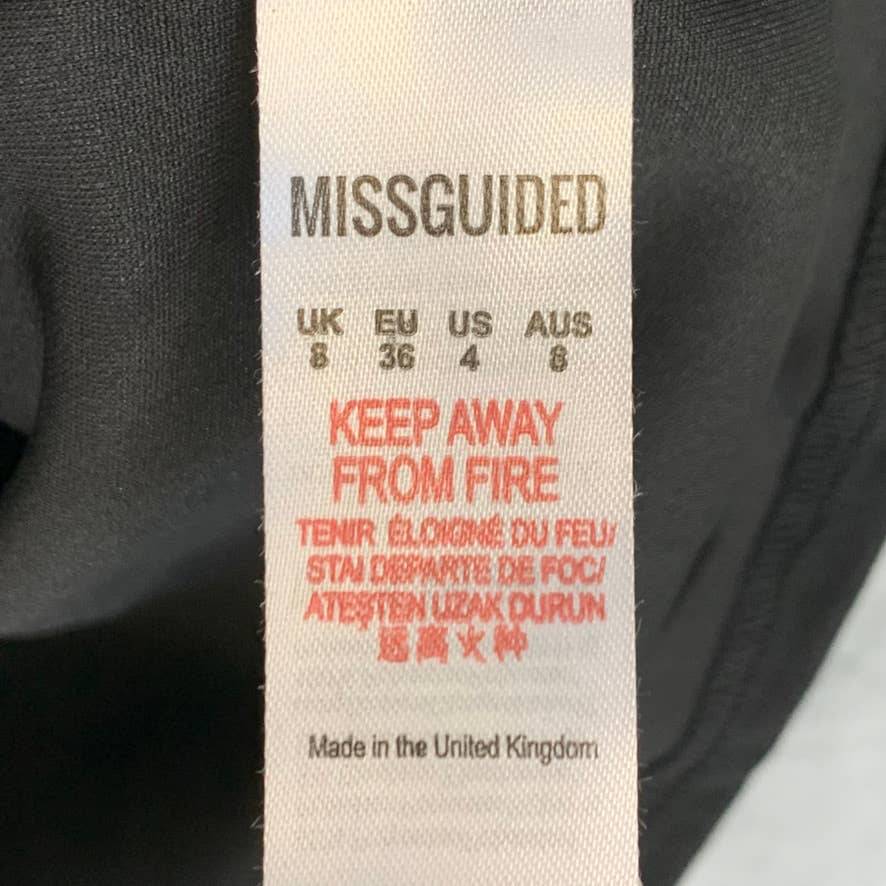 MISSGUIDED
UK EU US AUS
8 36 4 8
KEEP AWAY
FROM FIRE
TENIR ÉLOIGNÉ DU FEU/
STAI DEPARTE DE FOC/
ATEŞTEN UZAK DURUN
远离火种
Made in the United Kingdom